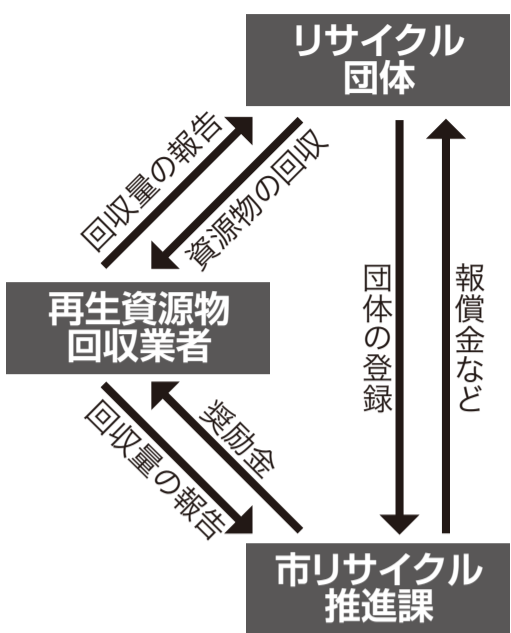 リサイクル
団体
回収量の報告
資源物の回収
団体の登録
報償金など
再生資源物
回収業者
回収量の報告
奨励金
市リサイクル
推進課